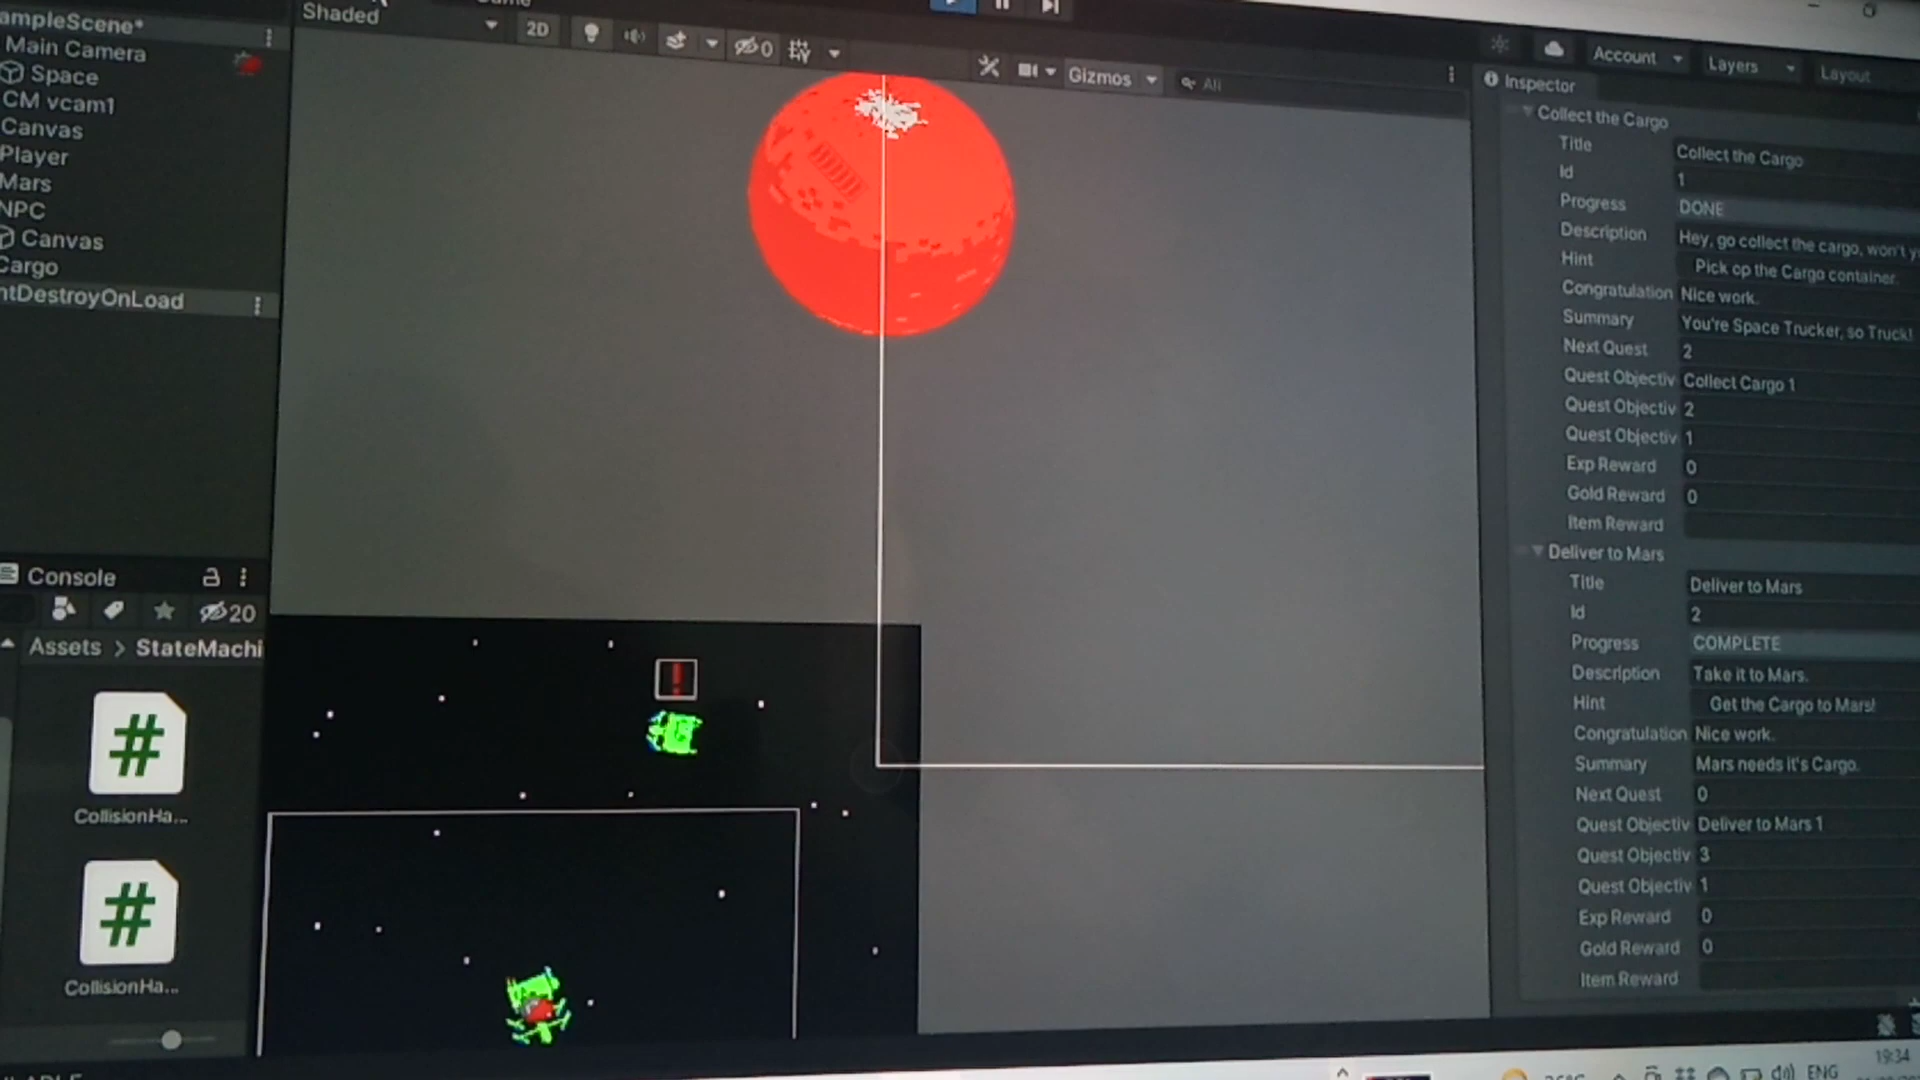 ampleScene*
Main Camera
Space
CM vcam1
Canvas
Player
Mars
NPC
Canvas
Cargo
ntDestroyOnLoad
Console
20
Assets > StateMachi
CollisionHa...
CollisionHa...
Shaded
2D
0
Gizmos
All
Account
Layers
Layout
Inspector
Collect the Cargo
Title Collect the Cargo
Id 1
Progress DONE
Description Hey, go collect the cargo, won't y
Hint Pick op the Cargo container.
Congratulation Nice work.
Summary You're Space Trucker, so Truck!
Next Quest 2
Quest Objectiv Collect Cargo 1
Quest Objectiv 2
Quest Objectiv 1
Exp Reward 0
Gold Reward 0
Item Reward
Deliver to Mars
Title Deliver to Mars
Id 2
Progress COMPLETE
Description Take it to Mars.
Hint Get the Cargo to Mars!
Congratulation Nice work.
Summary Mars needs it's Cargo.
Next Quest 0
Quest Objectiv Deliver to Mars 1
Quest Objectiv 3
Quest Objectiv 1
Exp Reward 0
Gold Reward 0
Item Reward
!
ENG
19:34